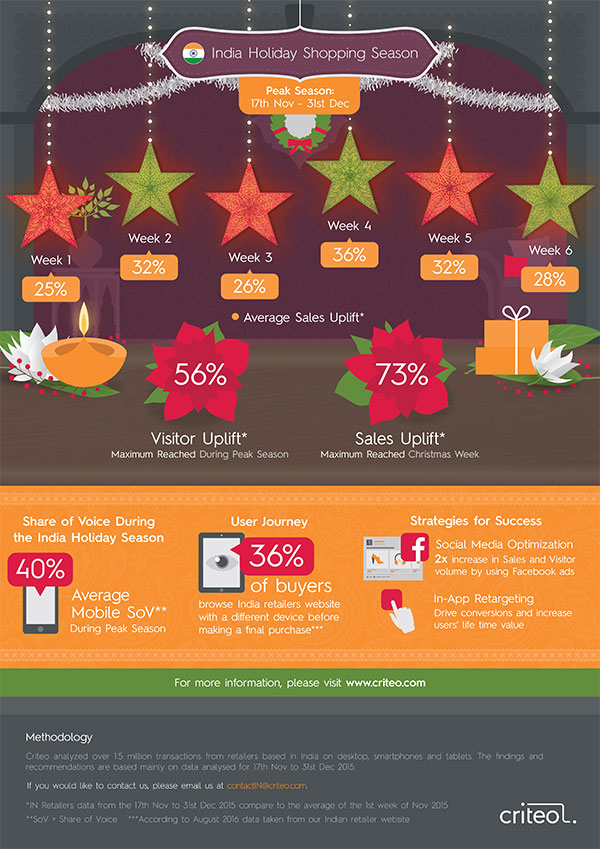 India Holiday Shopping Season
Peak Season:
17th Nov - 31st Dec
Week 1
25%
Week 2
32%
Week 3
26%
Week 4
36%
Week 5
32%
Week 6
28%
Average Sales Uplift*
56%
Visitor Uplift*
Maximum Reached During Peak Season
73%
Sales Uplift*
Maximum Reached Christmas Week
Share of Voice During
the India Holiday Season
40%
Average
Mobile SoV**
During Peak Season
User Journey
36%
of buyers
browse India retailers website
with a different device before
making a final purchase***
Strategies for Success
f
Social Media Optimization
2x increase in Sales and Visitor
volume by using Facebook ads
In-App Retargeting
Drive conversions and increase
users' life time value
For more information, please visit www.criteo.com
Methodology
Criteo analyzed over 1.5 million transactions from retailers based in India on desktop, smartphones and tablets. The findings and
recommendations are based mainly on data analysed for 17th Nov to 31st Dec 2015.
If you would like to contact us, please email us at contactIN@criteo.com.
*IN Retailers data from the 17th Nov to 31st Dec 2015 compare to the average of the 1st week of Nov 2015
**SoV = Share of Voice ***According to August 2016 data taken from our Indian retailer website
criteo.